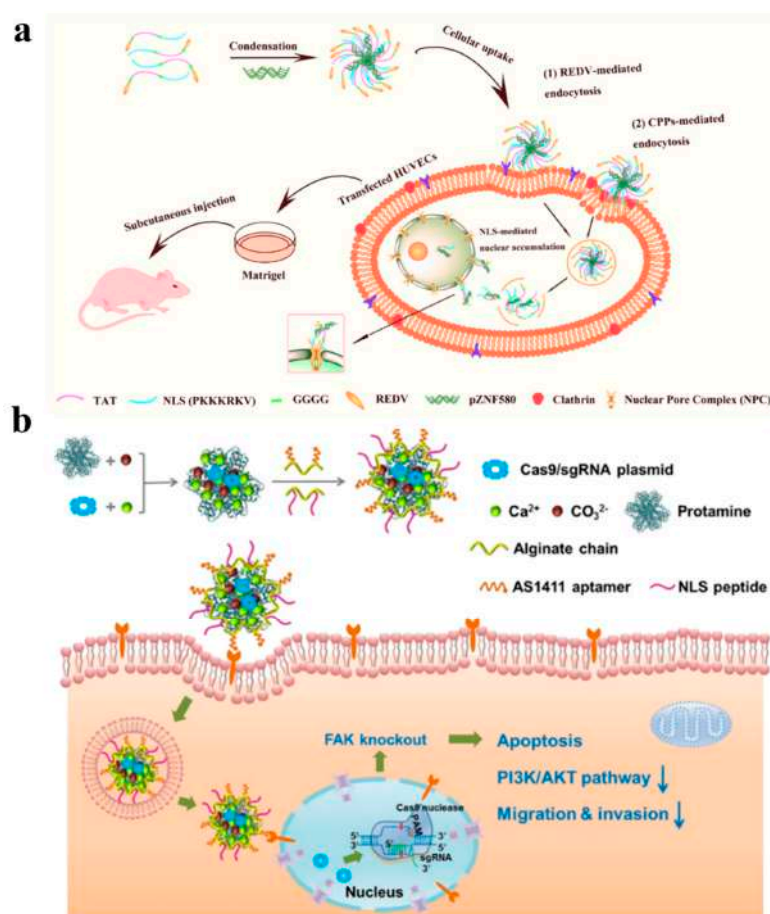 a
Condensation
Cellular uptake
(1) REDV-mediated
endocytosis
(2) CPPs-mediated
endocytosis
Transfected HUVECs
Subcutaneous injection
Matrigel
NLS-mediated
nuclear accumulation
TAT NLS (PKKKRKV) GGGG REDV pZNF580 Clathrin Nuclear Pore Complex (NPC)
b
Cas9/sgRNA plasmid
Ca²⁺ CO₃²⁻ Protamine
Alginate chain
AS1411 aptamer NLS peptide
FAK knockout Apoptosis
PI3K/AKT pathway
Migration & invasion
Cas9 nuclease
PAM
5' 3'
3' 5' 5'
sgRNA
3'
Nucleus